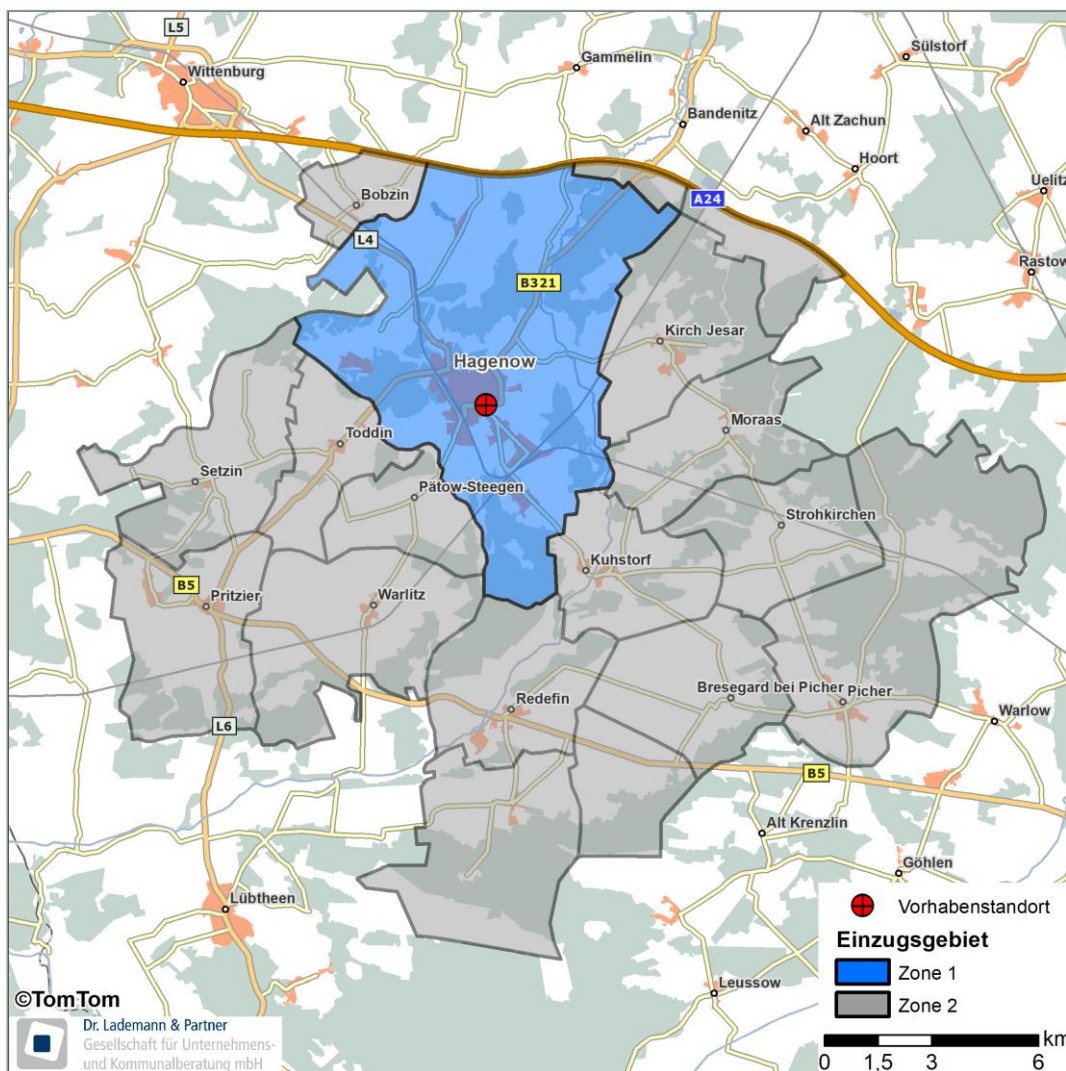 L5
Wittenburg
Gammelin
Sülstorf
Bandenitz
Alt Zachun
Hoort
Uelitz
Bobzin
A24
L4
B321
Rastow
Kirch Jesar
Hagenow
Moraas
Toddin
Setzin
Pätow-Steegen
Strohkirchen
Kuhstorf
B5
Pritzier
Warlitz
Redefin
Bresegard bei Picher
Picher
Warlow
L6
B5
Alt Krenzlin
Göhlen
Lübtheen
Leussow
Vorhabenstandort
Einzugsgebiet
Zone 1
Zone 2
km
0 1,5 3 6
©TomTom
Dr. Lademann & Partner
Gesellschaft für Unternehmens-
und Kommunalberatung mbH